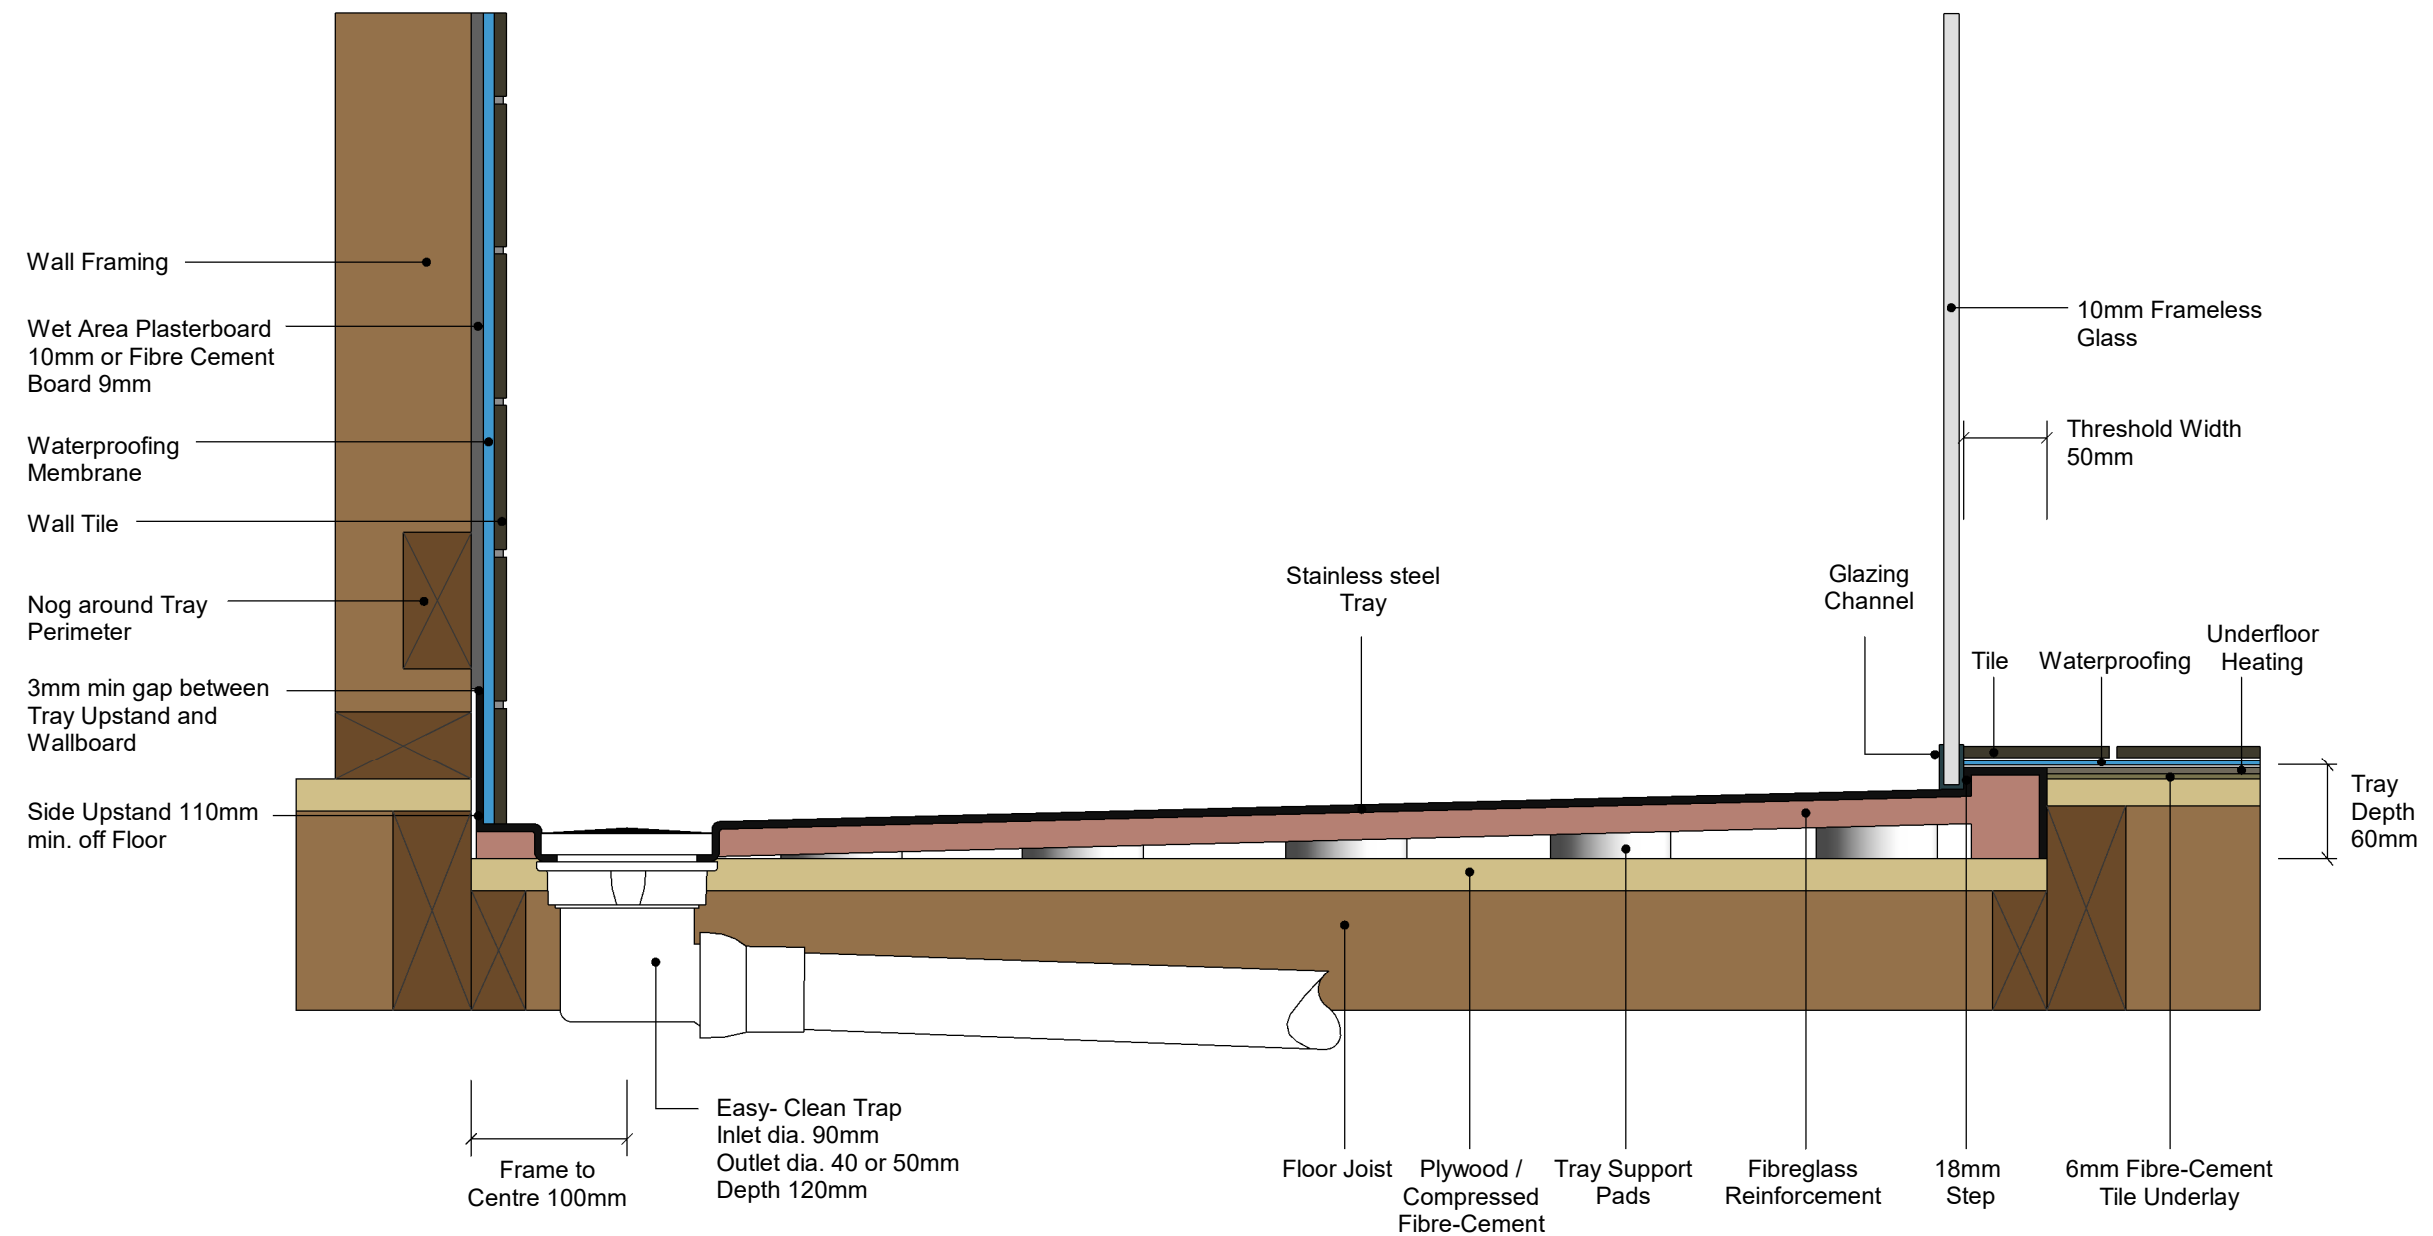 Wall Framing
Wet Area Plasterboard
10mm or Fibre Cement
Board 9mm
Waterproofing
Membrane
Wall Tile
Nog around Tray
Perimeter
3mm min gap between
Tray Upstand and
Wallboard
Side Upstand 110mm
min. off Floor
Stainless steel
Tray
10mm Frameless
Glass
Threshold Width
50mm
Glazing
Channel
Tile
Waterproofing
Underfloor
Heating
Tray
Depth
60mm
Frame to
Centre 100mm
Easy- Clean Trap
Inlet dia. 90mm
Outlet dia. 40 or 50mm
Depth 120mm
Floor Joist
Plywood /
Compressed
Fibre-Cement
Tray Support
Pads
Fibreglass
Reinforcement
18mm
Step
6mm Fibre-Cement
Tile Underlay